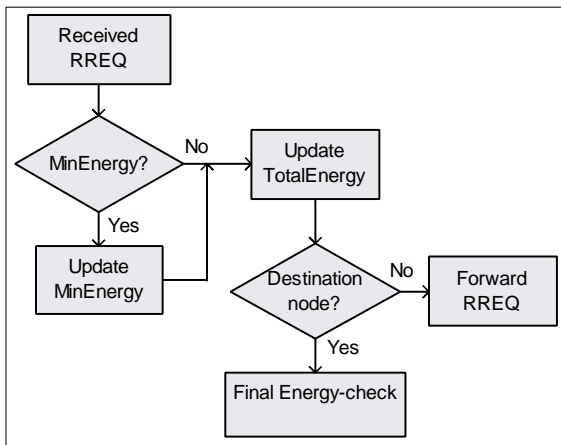 Received
RREQ
MinEnergy?
No
Update
TotalEnergy
Yes
Update
MinEnergy
Destination
node?
No
Forward
RREQ
Yes
Final Energy-check